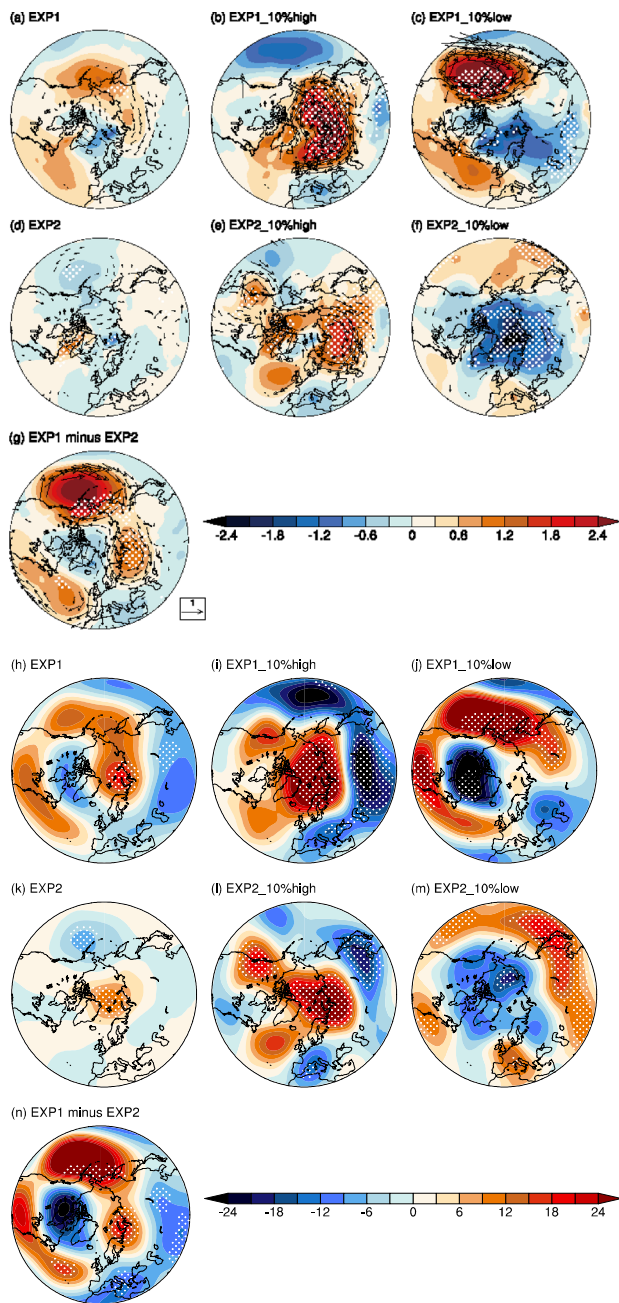 (a) EXP1
(b) EXP1_10%high
(c) EXP1_10%low
(d) EXP2
(e) EXP2_10%high
(f) EXP2_10%low
(g) EXP1 minus EXP2
-2.4 -1.8 -1.2 -0.6 0 0.6 1.2 1.8 2.4
1
(h) EXP1
(i) EXP1_10%high
(j) EXP1_10%low
(k) EXP2
(l) EXP2_10%high
(m) EXP2_10%low
(n) EXP1 minus EXP2
-24 -18 -12 -6 0 6 12 18 24